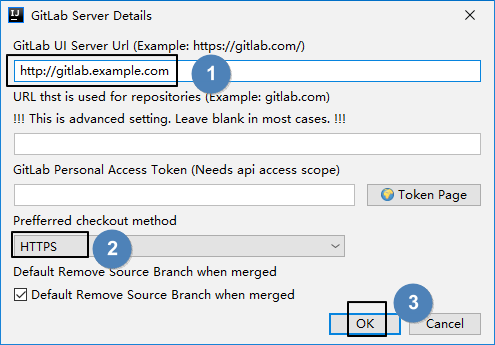 GitLab Server Details
GitLab UI Server Url (Example: https://gitlab.com/)
http://gitlab.example.com
1
URL thst is used for repositories (Example: gitlab.com)
!!! This is advanced setting. Leave blank in most cases. !!!
GitLab Personal Access Token (Needs api access scope)
Token Page
Prefferred checkout method
HTTPS
2
Default Remove Source Branch when merged
Default Remove Source Branch when merged
3
OK
Cancel